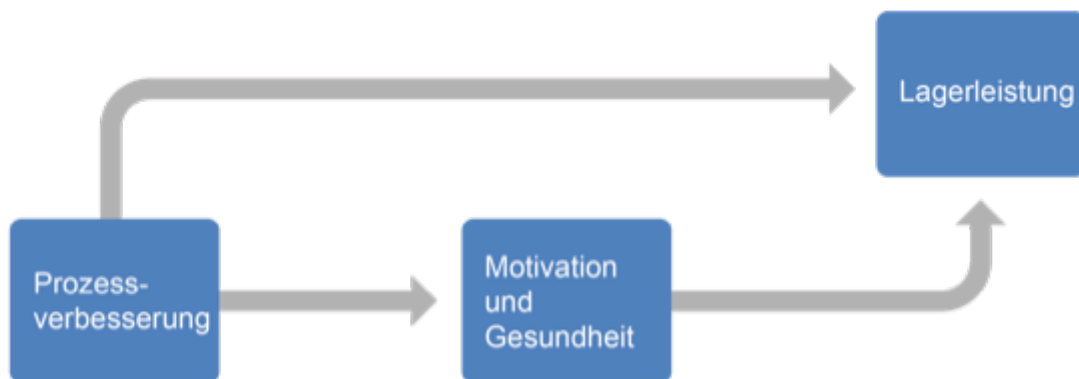 Lagerleistung
Prozess-
verbesserung
Motivation
und
Gesundheit